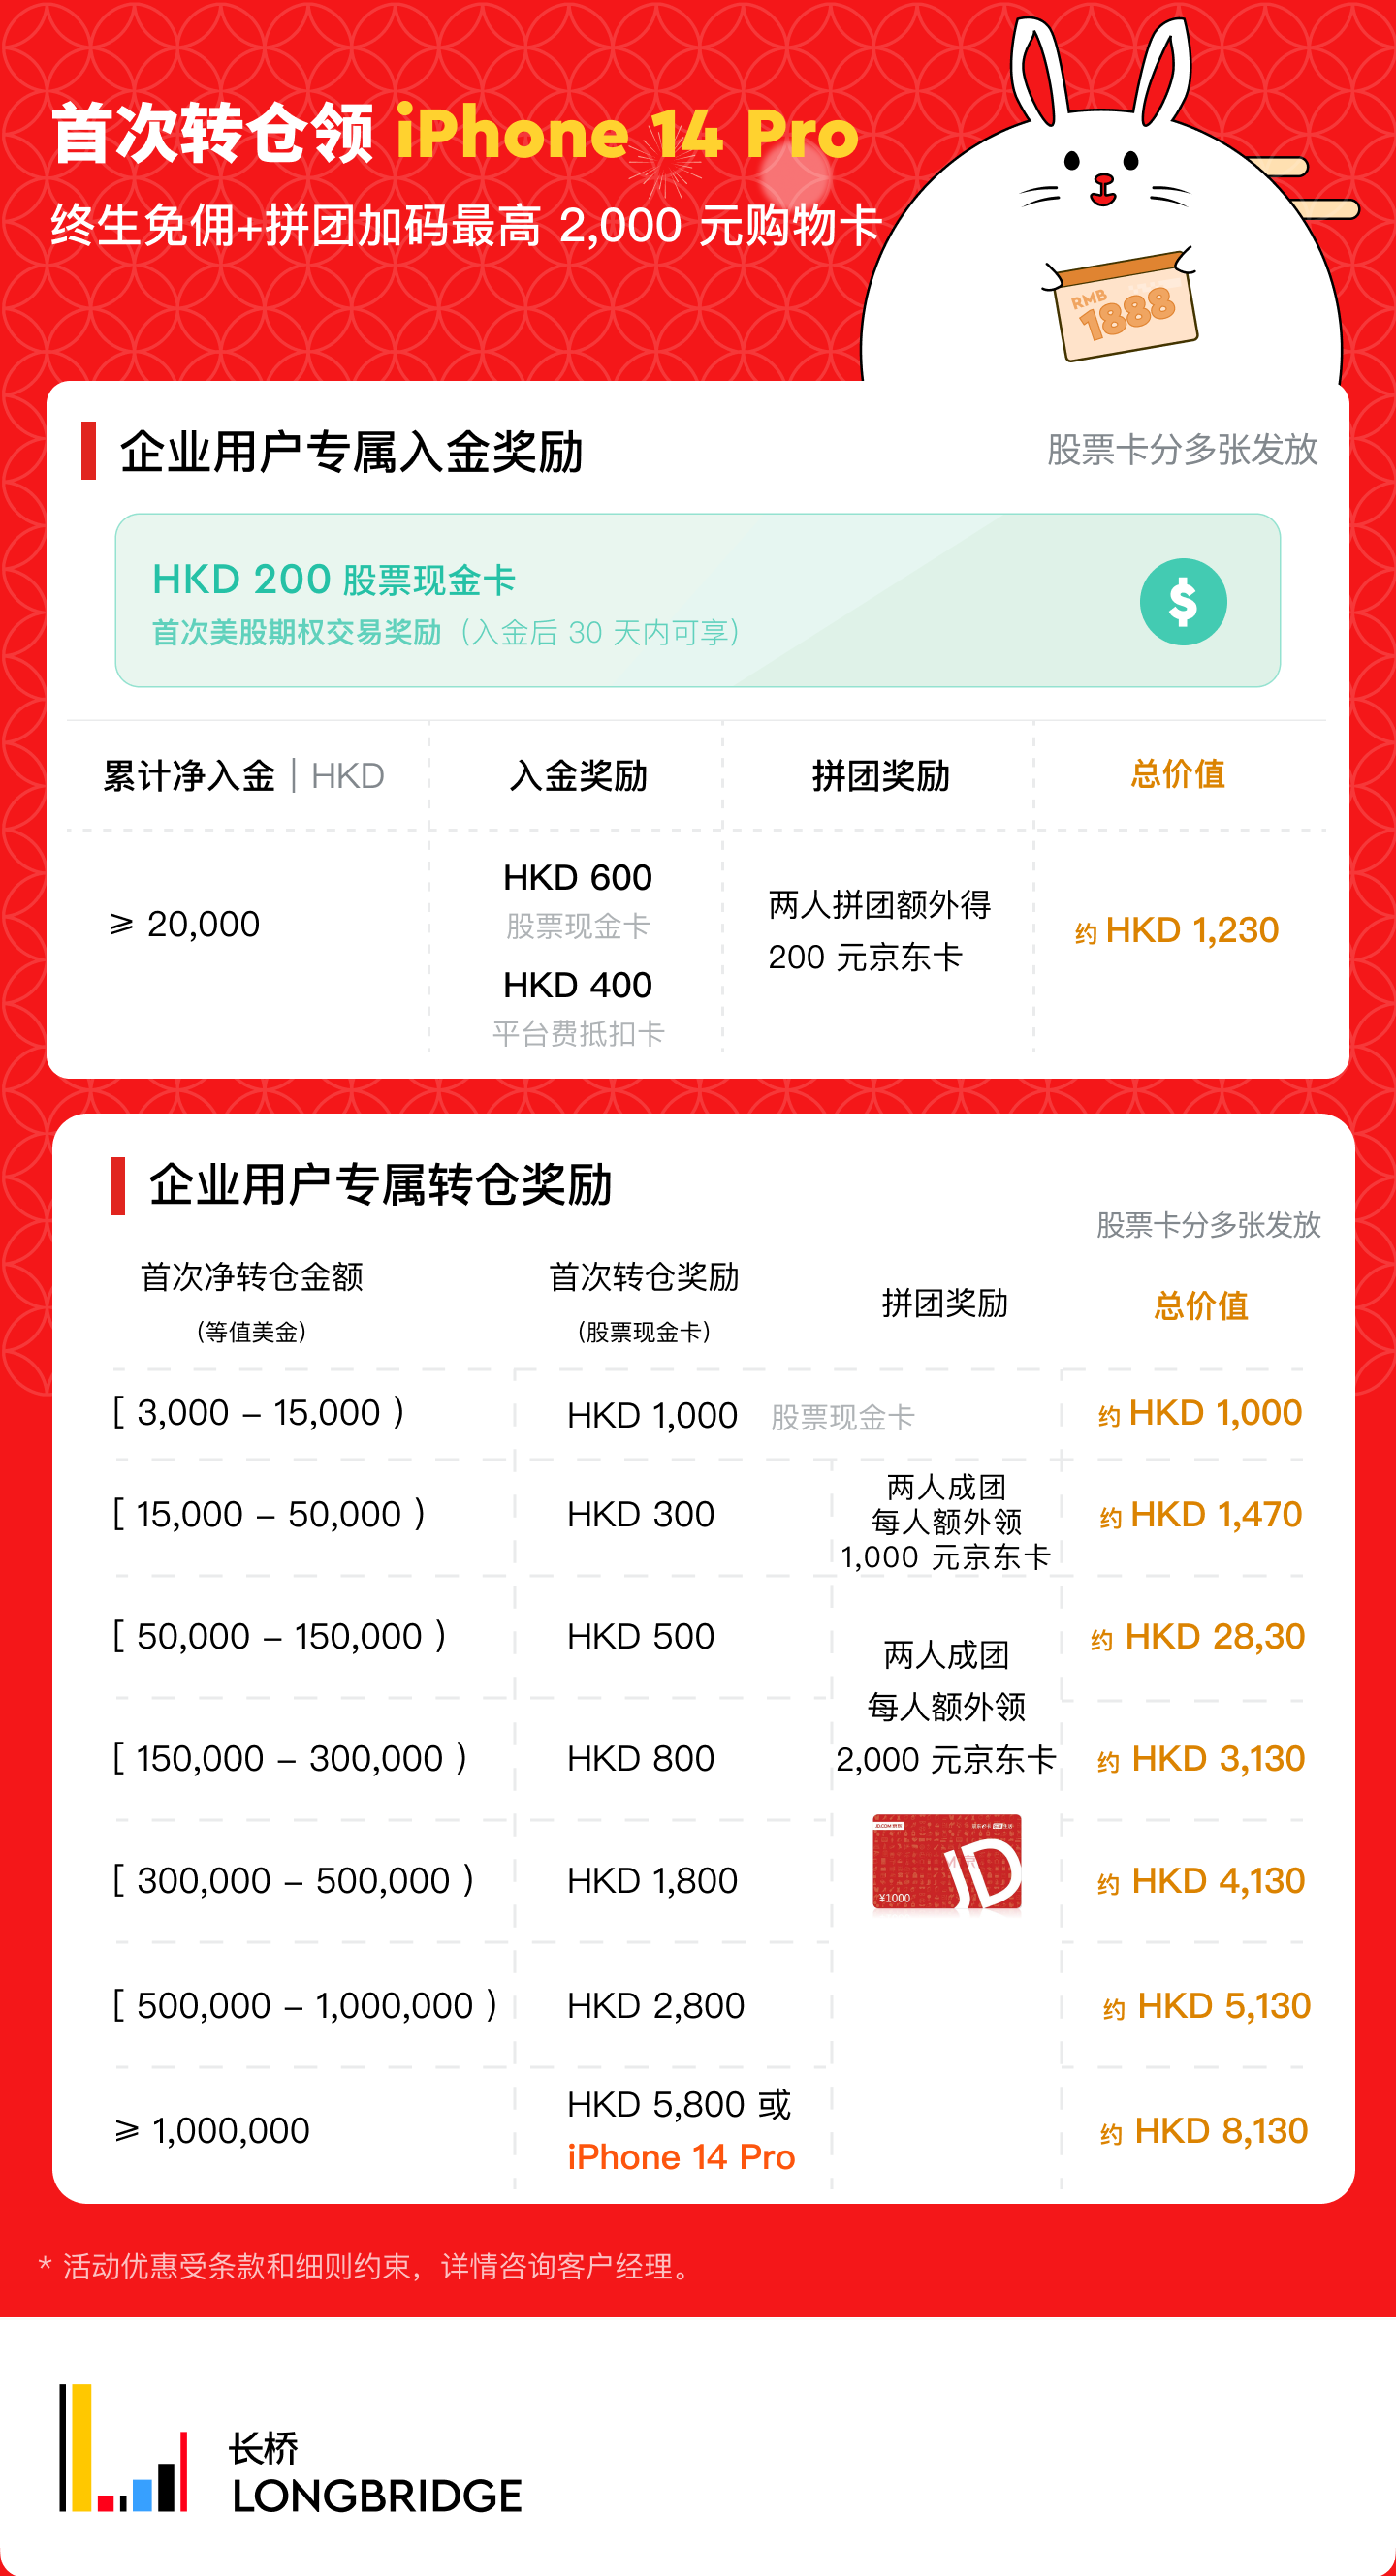 首次转仓领 iPhone 14 Pro
终生免佣+拼团加码最高 2,000 元购物卡
RMB
1888
企业用户专属入金奖励
股票卡分多张发放
HKD 200 股票现金卡
首次美股期权交易奖励（入金后 30 天内可享）
$
累计净入金｜HKD
入金奖励
拼团奖励
总价值
≥ 20,000
HKD 600
股票现金卡
HKD 400
平台费抵扣卡
两人拼团额外得
200 元京东卡
约 HKD 1,230
企业用户专属转仓奖励
股票卡分多张发放
首次净转仓金额
（等值美金）
首次转仓奖励
（股票现金卡）
拼团奖励
总价值
[ 3,000 – 15,000 )
HKD 1,000 股票现金卡
约 HKD 1,000
[ 15,000 – 50,000 )
HKD 300
两人成团
每人额外领
1,000 元京东卡
约 HKD 1,470
[ 50,000 – 150,000 )
HKD 500
约 HKD 28,30
两人成团
每人额外领
2,000 元京东卡
[ 150,000 – 300,000 )
HKD 800
约 HKD 3,130
JD
¥1000
[ 300,000 – 500,000 )
HKD 1,800
约 HKD 4,130
[ 500,000 – 1,000,000 )
HKD 2,800
约 HKD 5,130
≥ 1,000,000
HKD 5,800 或
iPhone 14 Pro
约 HKD 8,130
* 活动优惠受条款和细则约束，详情咨询客户经理。
长桥
LONGBRIDGE